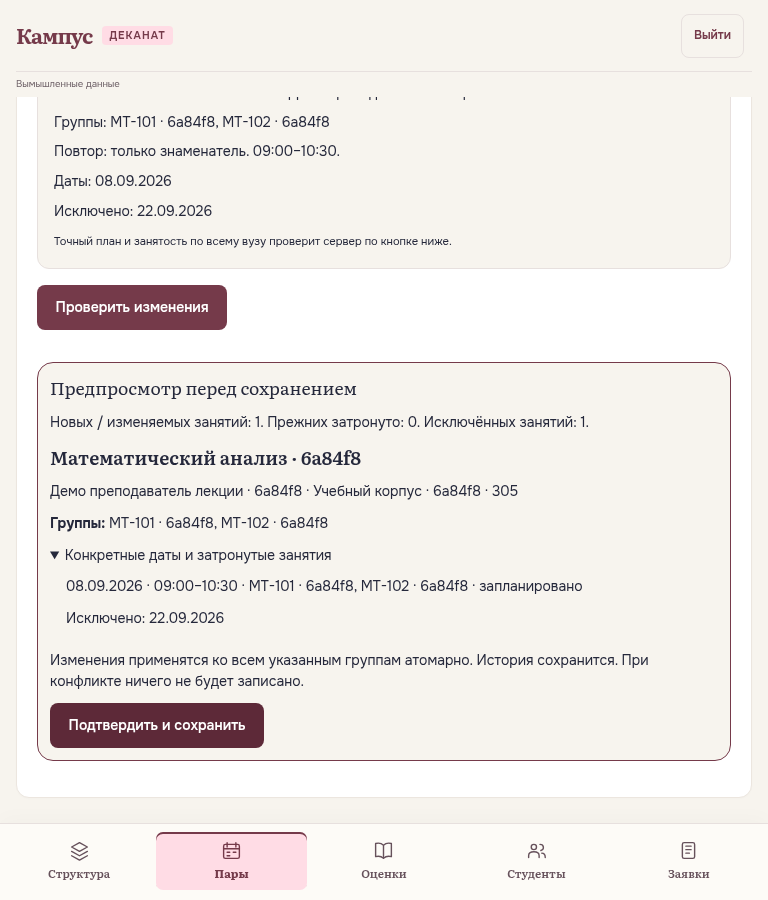 Кампус ДЕКАНАТ Выйти
Вымышленные данные
Группы: МТ-101 · 6a84f8, МТ-102 · 6a84f8
Повтор: только знаменатель. 09:00–10:30.
Даты: 08.09.2026
Исключено: 22.09.2026
Точный план и занятость по всему вузу проверит сервер по кнопке ниже.
Проверить изменения
Предпросмотр перед сохранением
Новых / изменяемых занятий: 1. Прежних затронуто: 0. Исключённых занятий: 1.
Математический анализ · 6a84f8
Демо преподаватель лекции · 6a84f8 · Учебный корпус · 6a84f8 · 305
Группы: МТ-101 · 6a84f8, МТ-102 · 6a84f8
▼ Конкретные даты и затронутые занятия
08.09.2026 · 09:00–10:30 · МТ-101 · 6a84f8, МТ-102 · 6a84f8 · запланировано
Исключено: 22.09.2026
Изменения применятся ко всем указанным группам атомарно. История сохранится. При
конфликте ничего не будет записано.
Подтвердить и сохранить
Структура Пары Оценки Студенты Заявки